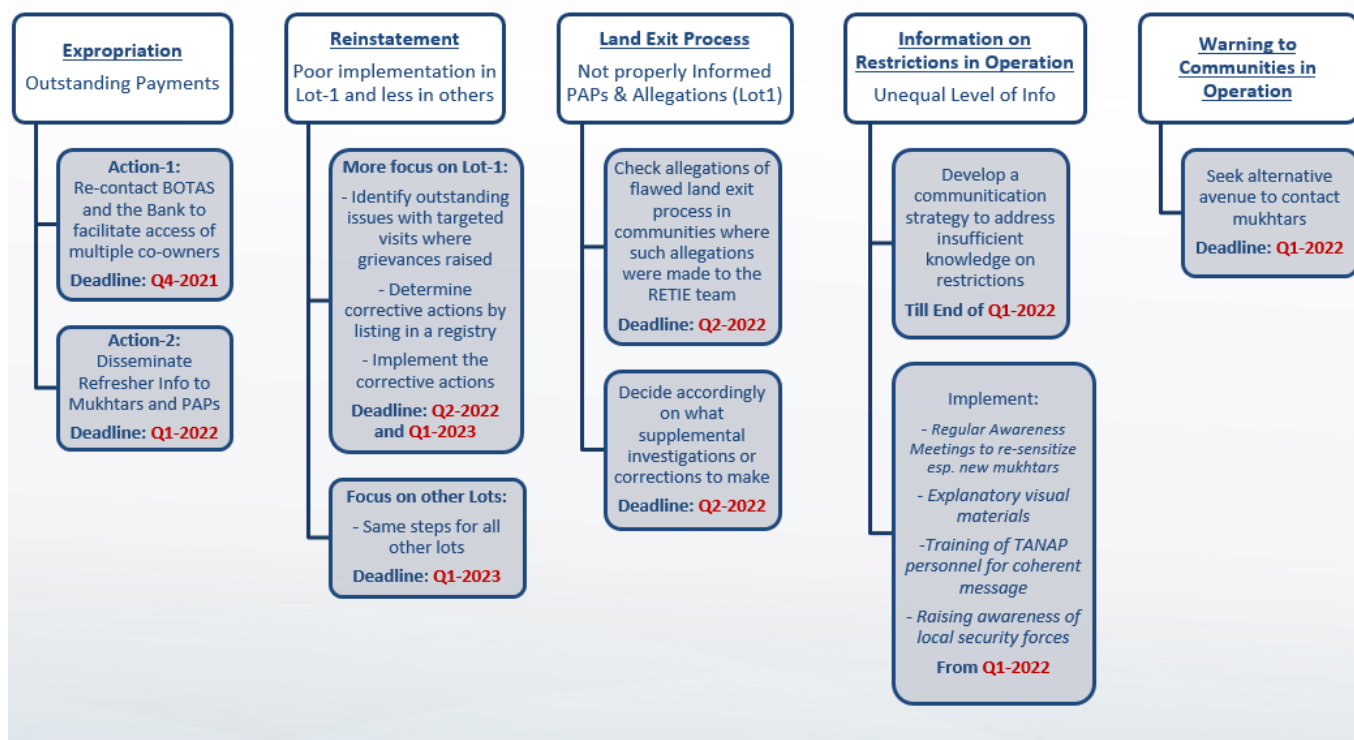 Expropriation
Outstanding Payments
Action-1:
Re-contact BOTAS
and the Bank to
facilitate access of
multiple co-owners
Deadline: Q4-2021
Action-2:
Disseminate
Refresher Info to
Mukhtars and PAPs
Deadline: Q1-2022
Reinstatement
Poor implementation in
Lot-1 and less in others
More focus on Lot-1:
- Identify outstanding
issues with targeted
visits where
grievances raised
- Determine
corrective actions by
listing in a registry
- Implement the
corrective actions
Deadline: Q2-2022
and Q1-2023
Focus on other Lots:
- Same steps for all
other lots
Deadline: Q1-2023
Land Exit Process
Not properly Informed
PAPs & Allegations (Lot1)
Check allegations of
flawed land exit
process in
communities where
such allegations
were made to the
RETIE team
Deadline: Q2-2022
Decide accordingly
on what
supplemental
investigations or
corrections to make
Deadline: Q2-2022
Information on
Restrictions in Operation
Unequal Level of Info
Develop a
communitication
strategy to address
insufficient
knowledge on
restrictions
Till End of Q1-2022
Implement:
- Regular Awareness
Meetings to re-sensitize
esp. new mukhtars
- Explanatory visual
materials
-Training of TANAP
personnel for coherent
message
- Raising awareness of
local security forces
From Q1-2022
Warning to
Communities in
Operation
Seek alternative
avenue to contact
mukhtars
Deadline: Q1-2022